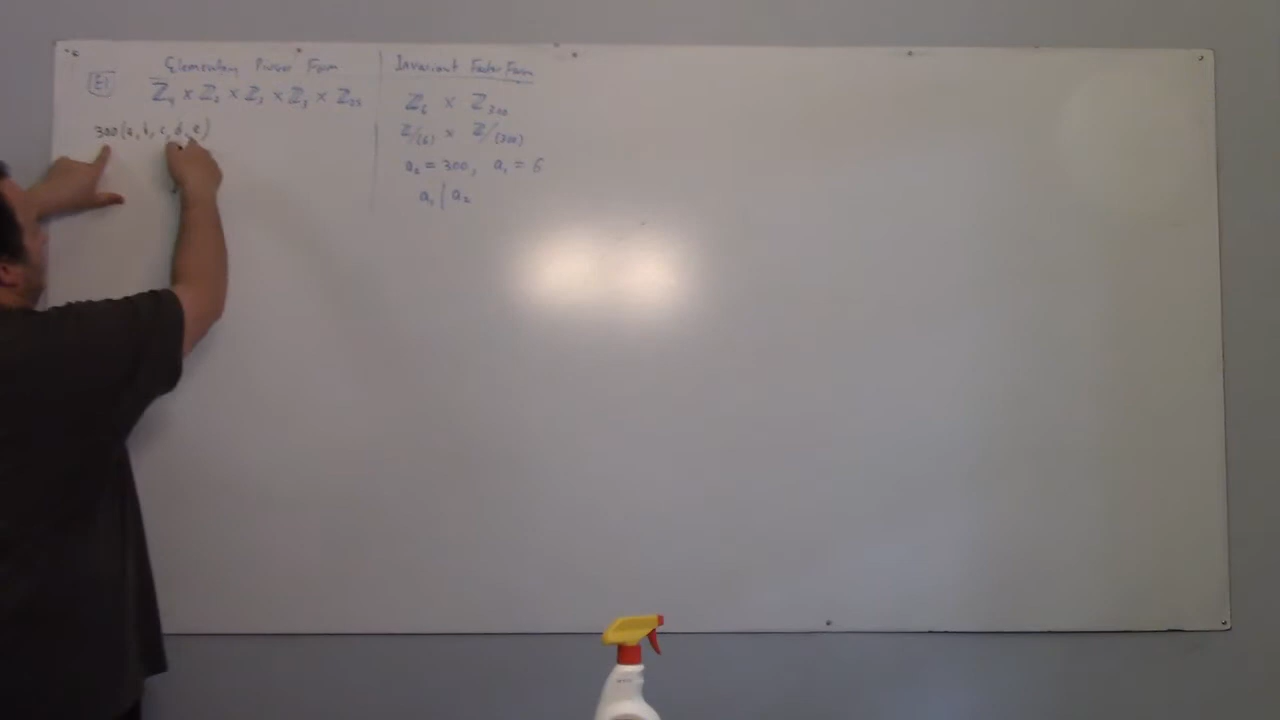 E1
Elementary Divisor Form
ℤ₄ × ℤ₂ × ℤ₃ × ℤ₃ × ℤ₂₅
300(a, b, c, d, e)
Invariant Factor Form
ℤ₆ × ℤ₃₀₀
ℤ/(6) × ℤ/(300)
a₂ = 300, a₁ = 6
a₁ | a₂